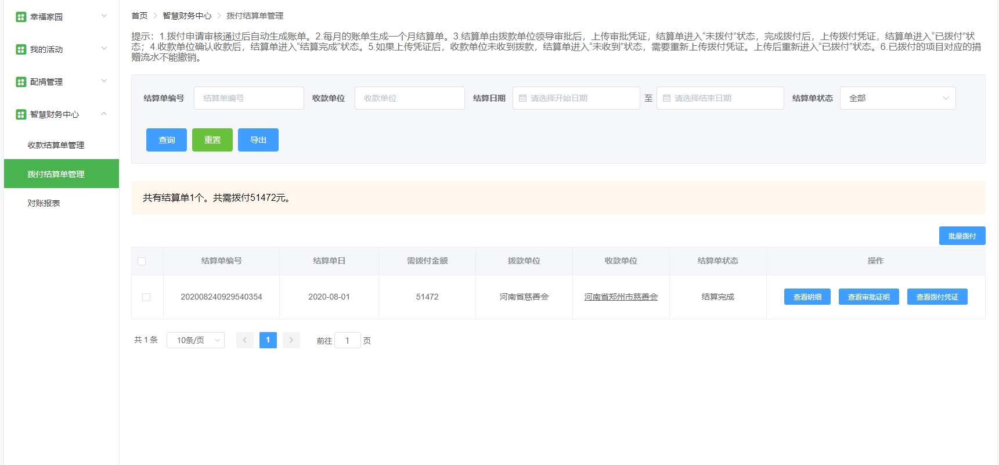 幸福家园
我的活动
配捐管理
智慧财务中心
收款结算单管理
拨付结算单管理
对账报表
首页 > 智慧财务中心 > 拨付结算单管理
提示：1.拨付申请审核通过后自动生成账单。2.每月的账单生成一个月结算单。3.结算单由拨款单位领导审批后，上传审批凭证，结算单进入“未拨付”状态，完成拨付后，上传拨付凭证，结算单进入“已拨付”状
态；4.收款单位确认收款后，结算单进入“结算完成”状态。5.如果上传凭证后，收款单位未收到拨款，结算单进入“未收到”状态，需要重新上传拨付凭证。上传后重新进入“已拨付”状态。6.已拨付的项目对应的捐
赠流水不能撤销。
结算单编号 结算单编号 收款单位 收款单位 结算日期 请选择开始日期 至 请选择结束日期 结算单状态 全部
查询 重置 导出
共有结算单1个。共需拨付51472元。
批量拨付
结算单编号 结算单日 需拨付金额 拨款单位 收款单位 结算单状态 操作
202008240929540354 2020-08-01 51472 河南省慈善会 河南省郑州市慈善会 结算完成 查看明细 查看审批证明 查看拨付凭证
共 1 条 10条/页 < 1 > 前往 1 页